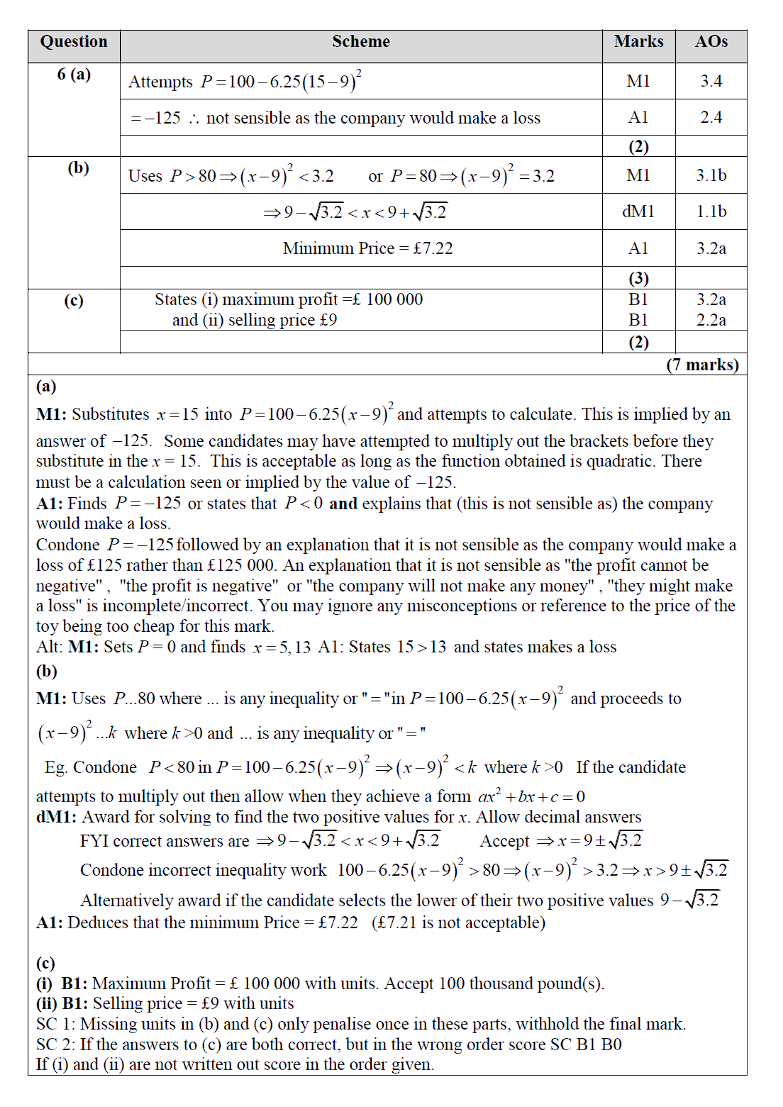 Question Scheme Marks AOs
6 (a) Attempts P = 100 − 6.25(15 − 9)² M1 3.4
= −125 ∴ not sensible as the company would make a loss A1 2.4
(2)
(b) Uses P > 80 ⇒ (x − 9)² < 3.2 or P = 80 ⇒ (x − 9)² = 3.2 M1 3.1b
⇒ 9 − √3.2 < x < 9 + √3.2 dM1 1.1b
Minimum Price = £7.22 A1 3.2a
(3)
(c) States (i) maximum profit =£ 100 000 B1 3.2a
and (ii) selling price £9 B1 2.2a
(2)
(7 marks)
(a)
M1: Substitutes x = 15 into P = 100 − 6.25(x − 9)² and attempts to calculate. This is implied by an
answer of −125. Some candidates may have attempted to multiply out the brackets before they
substitute in the x = 15. This is acceptable as long as the function obtained is quadratic. There
must be a calculation seen or implied by the value of −125.
A1: Finds P = −125 or states that P < 0 and explains that (this is not sensible as) the company
would make a loss.
Condone P = −125 followed by an explanation that it is not sensible as the company would make a
loss of £125 rather than £125 000. An explanation that it is not sensible as "the profit cannot be
negative" , "the profit is negative" or "the company will not make any money" , "they might make
a loss" is incomplete/incorrect. You may ignore any misconceptions or reference to the price of the
toy being too cheap for this mark.
Alt: M1: Sets P = 0 and finds x = 5, 13 A1: States 15 > 13 and states makes a loss
(b)
M1: Uses P...80 where ... is any inequality or " = "in P = 100 − 6.25(x − 9)² and proceeds to
(x − 9)² ...k where k >0 and ... is any inequality or " = "
Eg. Condone P < 80 in P = 100 − 6.25(x − 9)² ⇒ (x − 9)² < k where k >0 If the candidate
attempts to multiply out then allow when they achieve a form ax² + bx + c = 0
dM1: Award for solving to find the two positive values for x. Allow decimal answers
FYI correct answers are ⇒ 9 − √3.2 < x < 9 + √3.2 Accept ⇒ x = 9 ± √3.2
Condone incorrect inequality work 100 − 6.25(x − 9)² > 80 ⇒ (x − 9)² > 3.2 ⇒ x > 9 ± √3.2
Alternatively award if the candidate selects the lower of their two positive values 9 − √3.2
A1: Deduces that the minimum Price = £7.22 (£7.21 is not acceptable)
(c)
(i) B1: Maximum Profit = £ 100 000 with units. Accept 100 thousand pound(s).
(ii) B1: Selling price = £9 with units
SC 1: Missing units in (b) and (c) only penalise once in these parts, withhold the final mark.
SC 2: If the answers to (c) are both correct, but in the wrong order score SC B1 B0
If (i) and (ii) are not written out score in the order given.